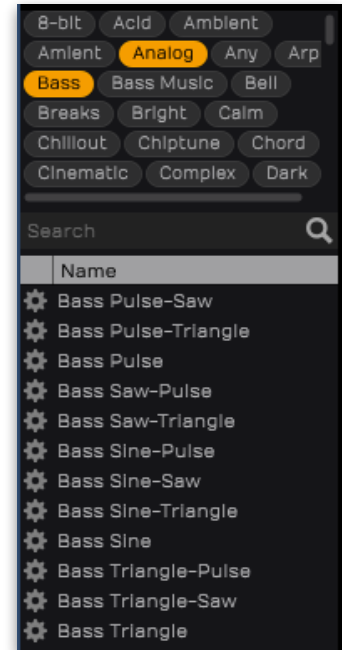 8-bit Acid Ambient
Amient Analog Any Arp
Bass Bass Music Bell
Breaks Bright Calm
Chillout Chiptune Chord
Cinematic Complex Dark
Search
Name
Bass Pulse-Saw
Bass Pulse-Triangle
Bass Pulse
Bass Saw-Pulse
Bass Saw-Triangle
Bass Sine-Pulse
Bass Sine-Saw
Bass Sine-Triangle
Bass Sine
Bass Triangle-Pulse
Bass Triangle-Saw
Bass Triangle